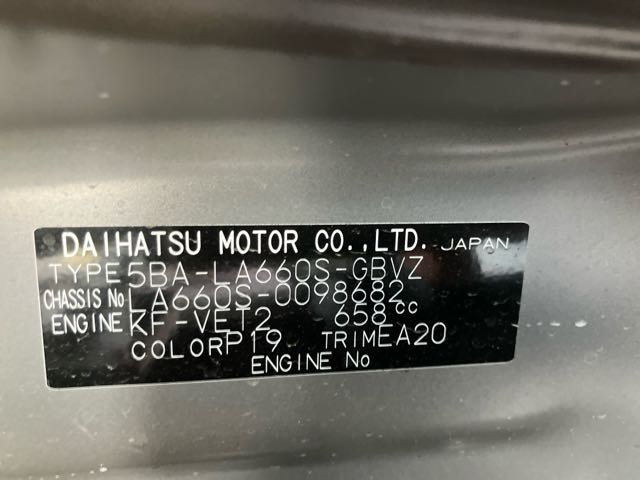 DAIHATSU MOTOR CO.,LTD. JAPAN
TYPE 5BA-LA660S-GBVZ
CHASSIS No LA660S-0098682
ENGINE KF-VET2 658cc
COLOR P19 TRIM EA20
ENGINE No